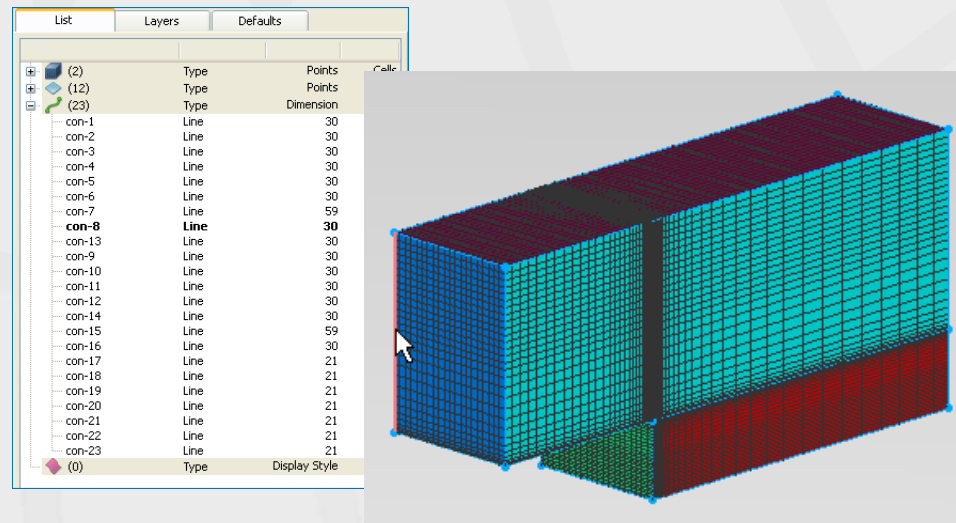 List Layers Defaults
(2) Type Points Cells
(12) Type Points
(23) Type Dimension
con-1 Line 30
con-2 Line 30
con-3 Line 30
con-4 Line 30
con-5 Line 30
con-6 Line 30
con-7 Line 59
con-8 Line 30
con-13 Line 30
con-9 Line 30
con-10 Line 30
con-11 Line 30
con-12 Line 30
con-14 Line 30
con-15 Line 59
con-16 Line 30
con-17 Line 21
con-18 Line 21
con-19 Line 21
con-20 Line 21
con-21 Line 21
con-22 Line 21
con-23 Line 21
(0) Type Display Style